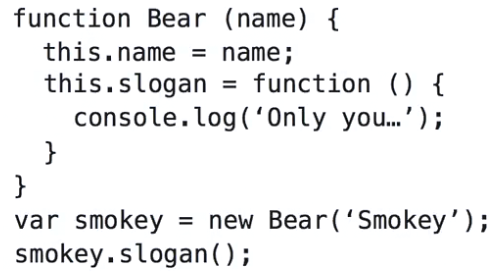 function Bear (name) {
  this.name = name;
  this.slogan = function () {
    console.log(‘Only you…’);
  }
}
var smokey = new Bear(‘Smokey’);
smokey.slogan();